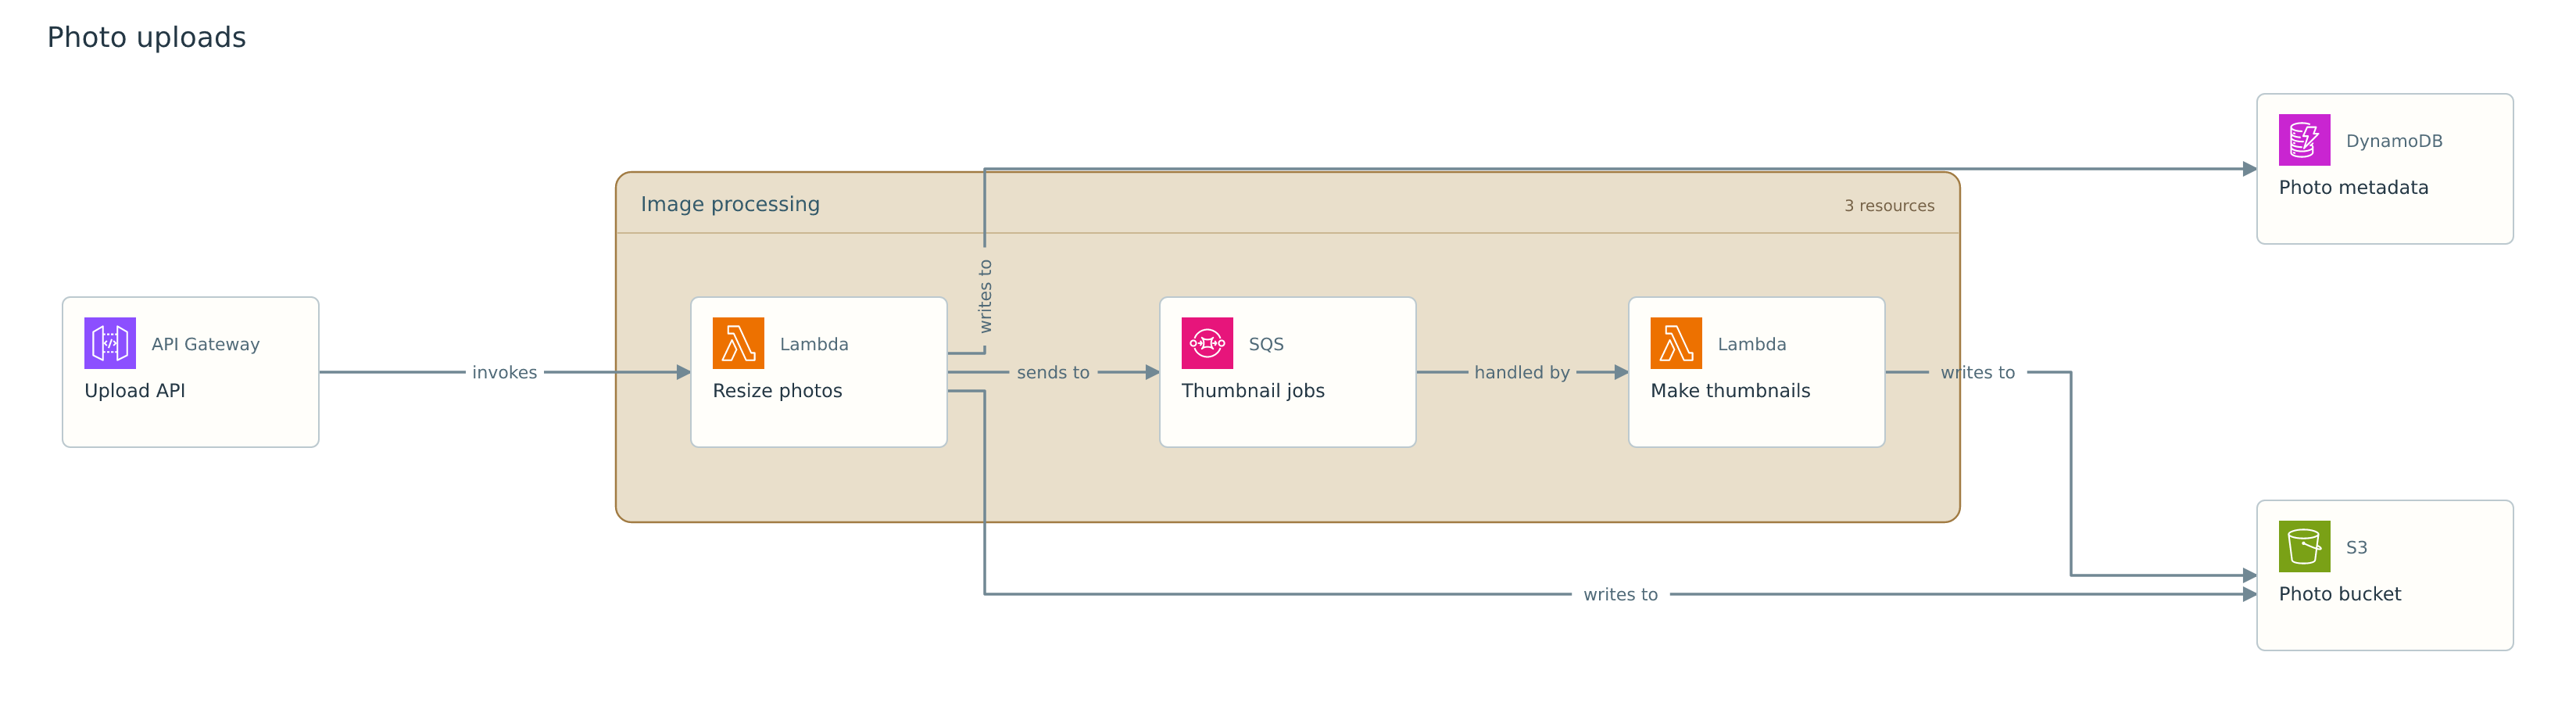 Photo uploads
DynamoDB
Photo metadata
Image processing
3 resources
writes to
API Gateway
Upload API
invokes
Lambda
Resize photos
sends to
SQS
Thumbnail jobs
handled by
Lambda
Make thumbnails
writes to
S3
Photo bucket
writes to